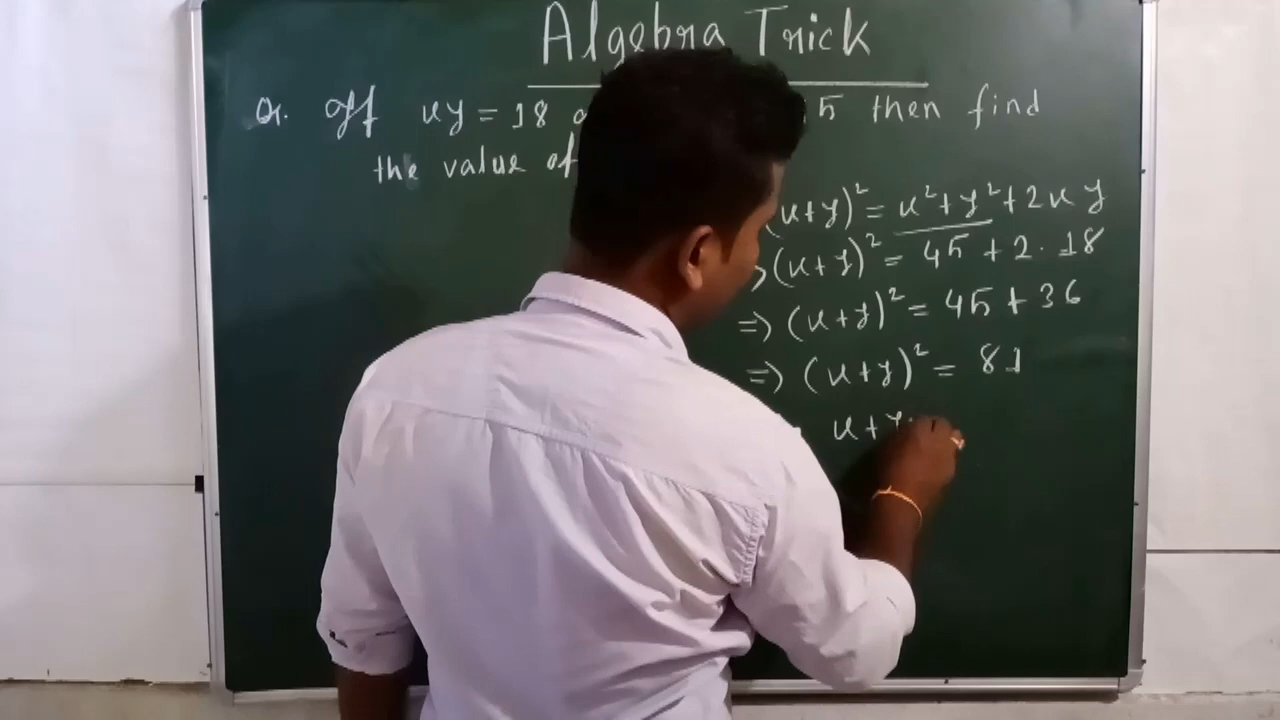 Algebra Trick
Q. If xy = 18 5 then find
the value of
(x+y)² = x² + y² + 2xy
(x+y)² = 45 + 2.18
⇒ (x+y)² = 45 + 36
⇒ (x+y)² = 81
x+y